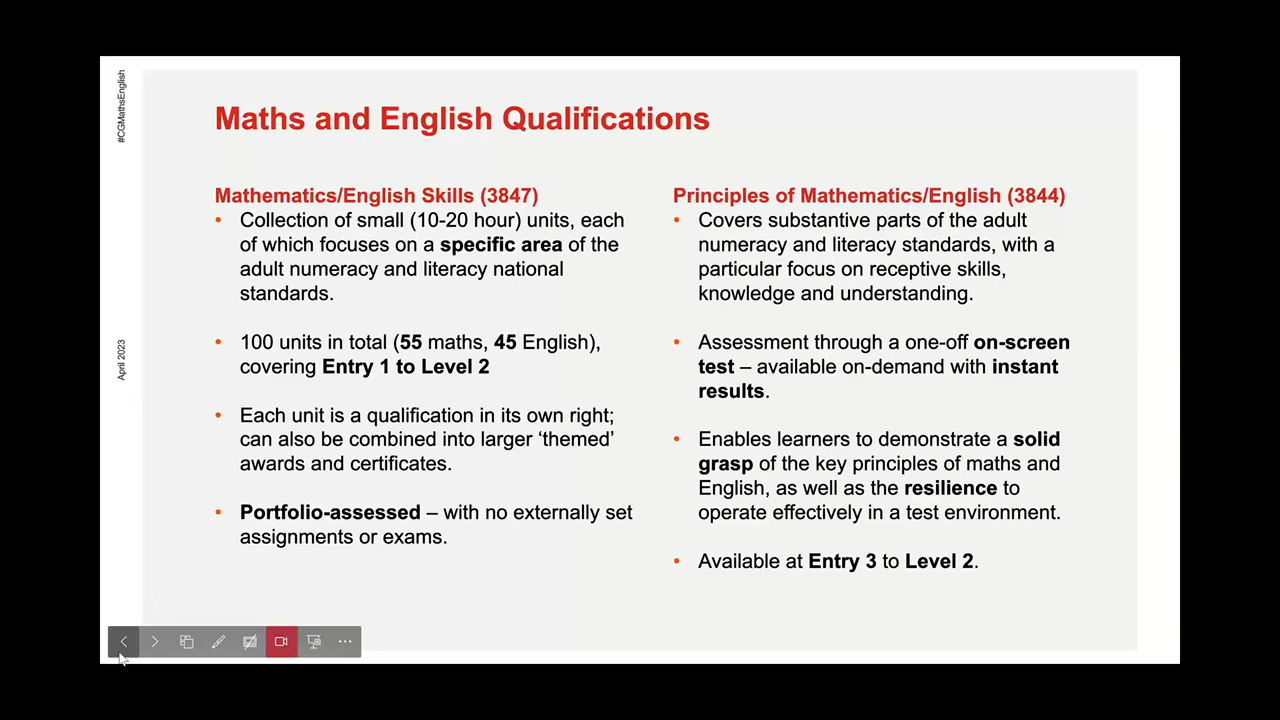 #CGMathsEnglish
April 2023
Maths and English Qualifications
Mathematics/English Skills (3847)
• Collection of small (10-20 hour) units, each
of which focuses on a specific area of the
adult numeracy and literacy national
standards.
• 100 units in total (55 maths, 45 English),
covering Entry 1 to Level 2
• Each unit is a qualification in its own right;
can also be combined into larger ‘themed’
awards and certificates.
• Portfolio-assessed – with no externally set
assignments or exams.
Principles of Mathematics/English (3844)
• Covers substantive parts of the adult
numeracy and literacy standards, with a
particular focus on receptive skills,
knowledge and understanding.
• Assessment through a one-off on-screen
test – available on-demand with instant
results.
• Enables learners to demonstrate a solid
grasp of the key principles of maths and
English, as well as the resilience to
operate effectively in a test environment.
• Available at Entry 3 to Level 2.